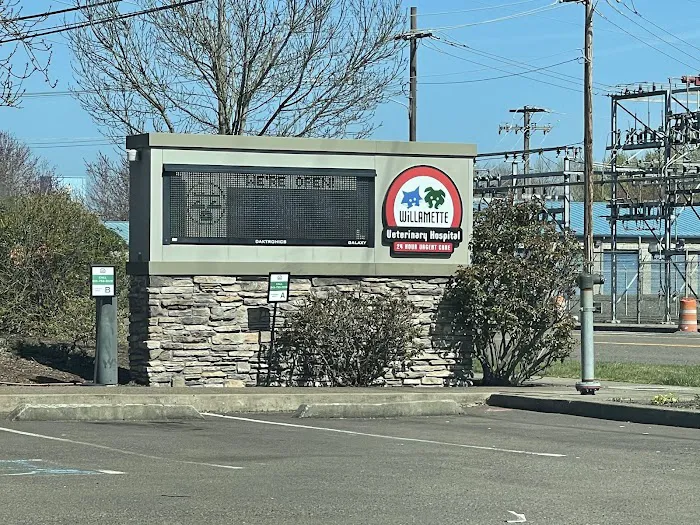 WE'RE OPEN!
DAKTRONICS GALAXY
WiLLAMETTE
Veterinary Hospital
24 HOUR URGENT CARE
B
A